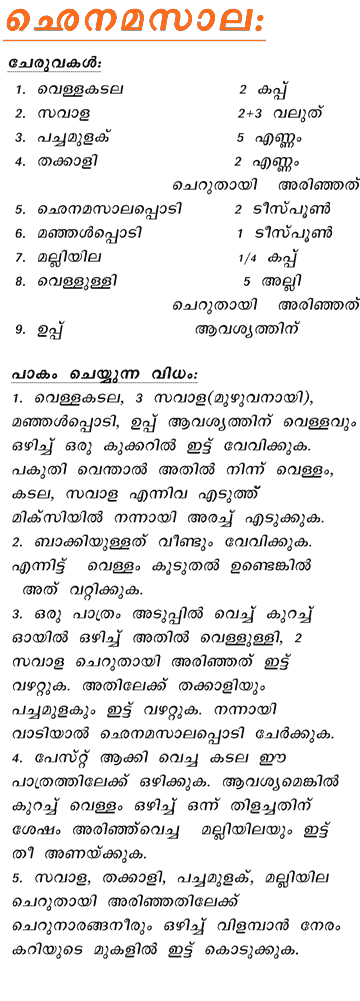 ഛെനമസാല:
ചേരുവകൾ:
1. വെള്ളകടല 2 കപ്പ്
2. സവാള 2+3 വലുത്
3. പച്ചമുളക് 5 എണ്ണം
4. തക്കാളി 2 എണ്ണം
ചെറുതായി അരിഞ്ഞത്
5. ഛെനമസാലപ്പൊടി 2 ടീസ്പൂൺ
6. മഞ്ഞൾപ്പൊടി 1 ടീസ്പൂൺ
7. മല്ലിയില 1/4 കപ്പ്
8. വെള്ളുള്ളി 5 അല്ലി
ചെറുതായി അരിഞ്ഞത്
9. ഉപ്പ് ആവശ്യത്തിന്
പാകം ചെയ്യുന്ന വിധം:
1. വെള്ളകടല, 3 സവാള(മുഴുവനായി),
മഞ്ഞൾപ്പൊടി, ഉപ്പ് ആവശ്യത്തിന് വെള്ളവും
ഒഴിച്ച് ഒരു കുക്കറിൽ ഇട്ട് വേവിക്കുക.
പകുതി വെന്താൽ അതിൽ നിന്ന് വെള്ളം,
കടല, സവാള എന്നിവ എടുത്ത്
മിക്സിയിൽ നന്നായി അരച്ച് എടുക്കുക.
2. ബാക്കിയുള്ളത് വീണ്ടും വേവിക്കുക.
എന്നിട്ട് വെള്ളം കൂടുതൽ ഉണ്ടെങ്കിൽ
അത് വറ്റിക്കുക.
3. ഒരു പാത്രം അടുപ്പിൽ വെച്ച് കുറച്ച്
ഓയിൽ ഒഴിച്ച് അതിൽ വെള്ളുള്ളി, 2
സവാള ചെറുതായി അരിഞ്ഞത് ഇട്ട്
വഴറ്റുക. അതിലേക്ക് തക്കാളിയും
പച്ചമുളകും ഇട്ട് വഴറ്റുക. നന്നായി
വാടിയാൽ ഛെനമസാലപ്പൊടി ചേർക്കുക.
4. പേസ്റ്റ് ആക്കി വെച്ച കടല ഈ
പാത്രത്തിലേക്ക് ഒഴിക്കുക. ആവശ്യമെങ്കിൽ
കുറച്ച് വെള്ളം ഒഴിച്ച് ഒന്ന് തിളച്ചതിന്
ശേഷം അരിഞ്ഞ്വെച്ച മല്ലിയിലയും ഇട്ട്
തീ അണയ്ക്കുക.
5. സവാള, തക്കാളി, പച്ചമുളക്, മല്ലിയില
ചെറുതായി അരിഞ്ഞതിലേക്ക്
ചെറുനാരങ്ങനീരും ഒഴിച്ച് വിളമ്പാൻ നേരം
കറിയുടെ മുകളിൽ ഇട്ട് കൊടുക്കുക.